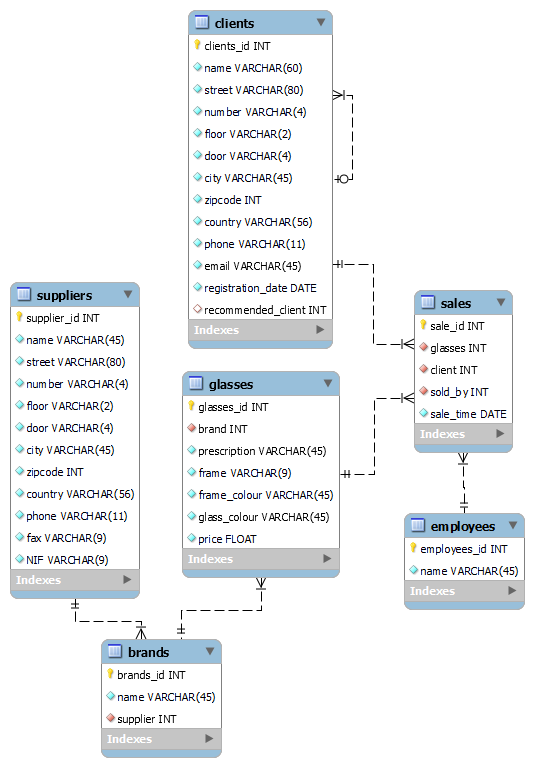 clients
clients_id INT
name VARCHAR(60)
street VARCHAR(80)
number VARCHAR(4)
floor VARCHAR(2)
door VARCHAR(4)
city VARCHAR(45)
zipcode INT
country VARCHAR(56)
phone VARCHAR(11)
email VARCHAR(45)
registration_date DATE
recommended_client INT
Indexes
suppliers
supplier_id INT
name VARCHAR(45)
street VARCHAR(80)
number VARCHAR(4)
floor VARCHAR(2)
door VARCHAR(4)
city VARCHAR(45)
zipcode INT
country VARCHAR(56)
phone VARCHAR(11)
fax VARCHAR(9)
NIF VARCHAR(9)
Indexes
glasses
glasses_id INT
brand INT
prescription VARCHAR(45)
frame VARCHAR(9)
frame_colour VARCHAR(45)
glass_colour VARCHAR(45)
price FLOAT
Indexes
sales
sale_id INT
glasses INT
client INT
sold_by INT
sale_time DATE
Indexes
employees
employees_id INT
name VARCHAR(45)
Indexes
brands
brands_id INT
name VARCHAR(45)
supplier INT
Indexes